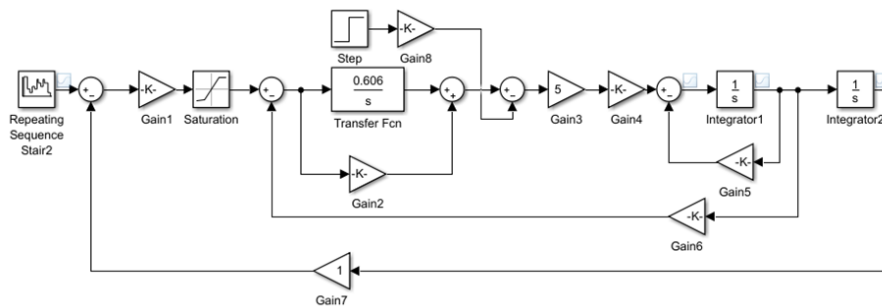 Step
-K-
Gain8
Repeating
Sequence
Stair2
+
-
-K-
Gain1
Saturation
+
-
0.606
s
Transfer Fcn
+
+
+
-
5
Gain3
-K-
Gain4
+
-
1
s
Integrator1
1
s
Integrator2
-K-
Gain2
-K-
Gain5
-K-
Gain6
1
Gain7